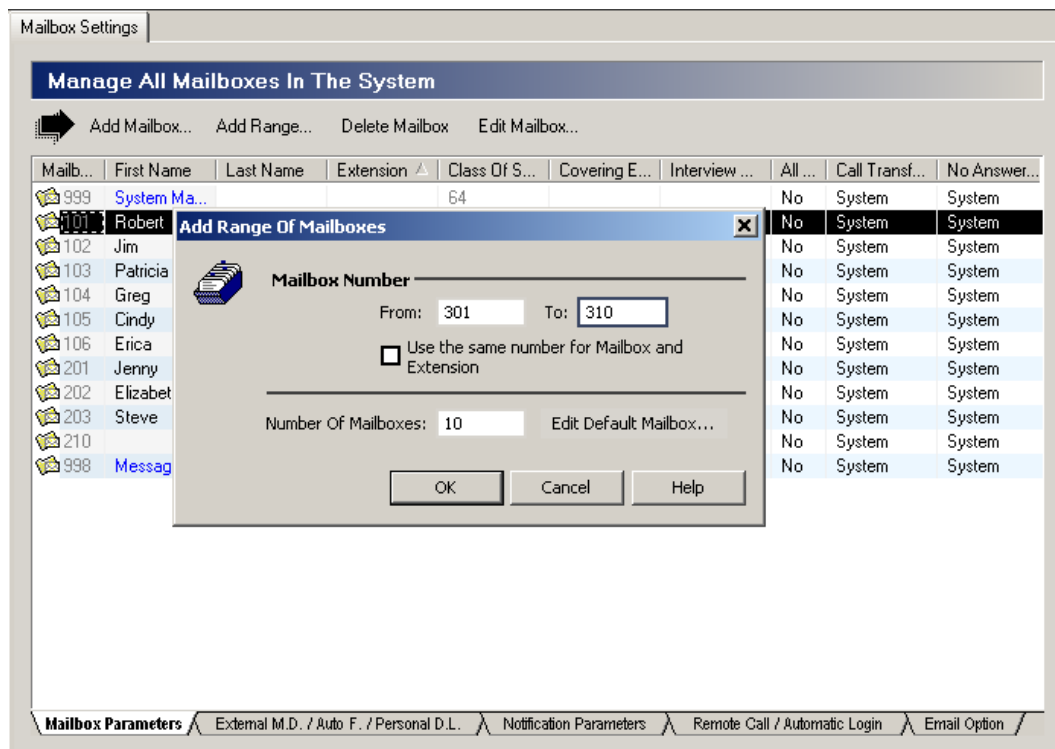 Mailbox Settings
Manage All Mailboxes In The System
Add Mailbox... Add Range... Delete Mailbox Edit Mailbox...
Mailb... First Name Last Name Extension Class Of S... Covering E... Interview ... All ... Call Transf... No Answer...
999 System Ma... 64 No System System
101 Robert No System System
102 Jim No System System
103 Patricia No System System
104 Greg No System System
105 Cindy No System System
106 Erica No System System
201 Jenny No System System
202 Elizabet No System System
203 Steve No System System
210 No System System
998 Messag No System System
Add Range Of Mailboxes
Mailbox Number
From: 301 To: 310
Use the same number for Mailbox and
Extension
Number Of Mailboxes: 10 Edit Default Mailbox...
OK Cancel Help
Mailbox Parameters External M.D. / Auto F. / Personal D.L. Notification Parameters Remote Call / Automatic Login Email Option